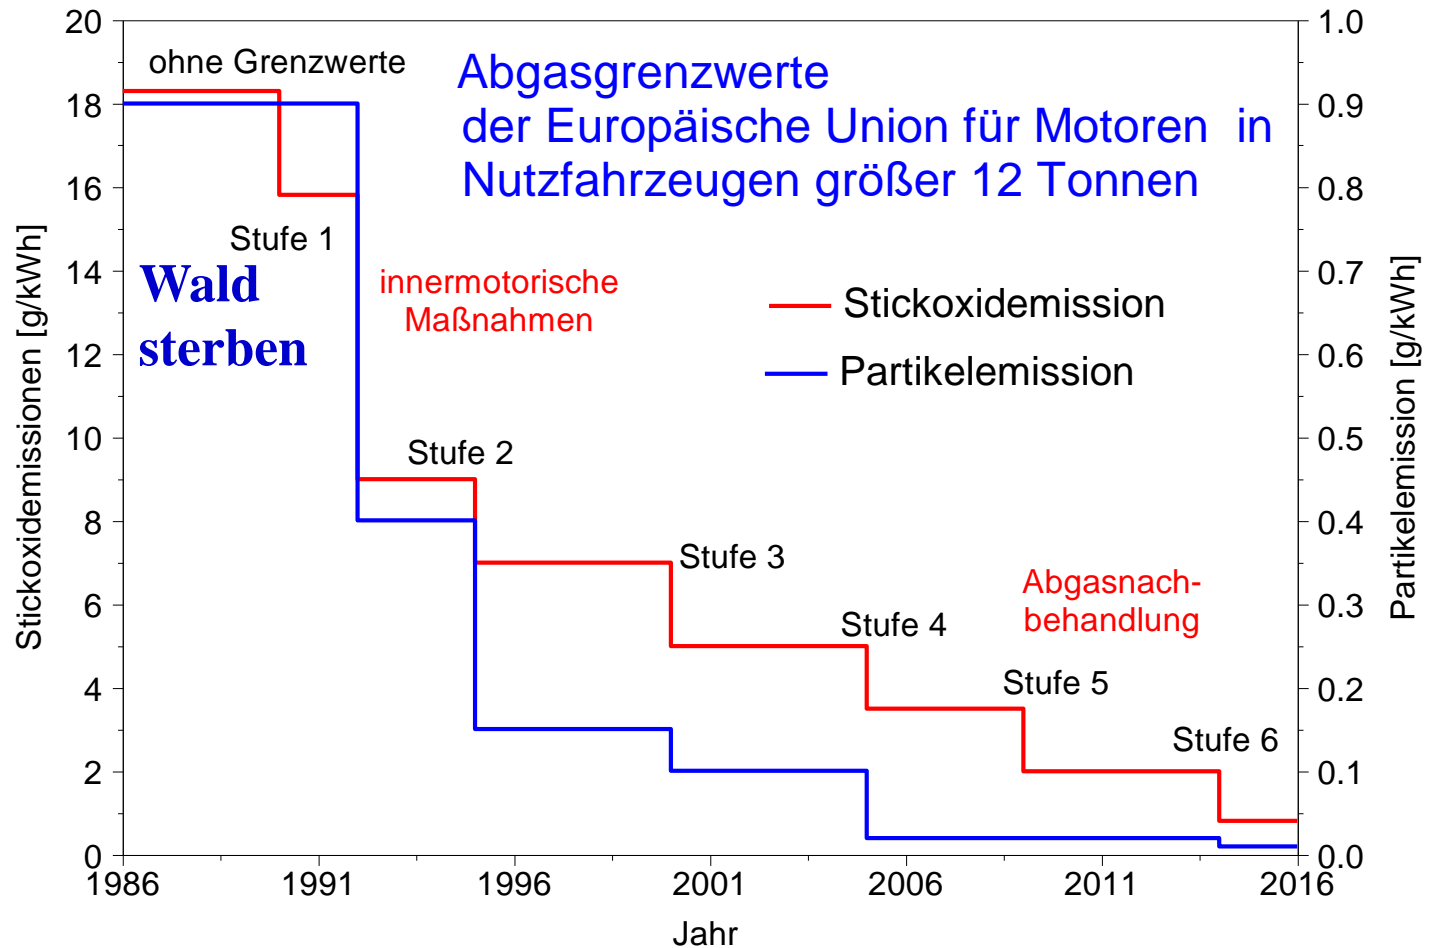 Abgasgrenzwerte
der Europäische Union für Motoren in
Nutzfahrzeugen größer 12 Tonnen
ohne Grenzwerte
Stufe 1
Wald
sterben
innermotorische
Maßnahmen
Stickoxidemission
Partikelemission
Stufe 2
Stufe 3
Stufe 4
Abgasnach-
behandlung
Stufe 5
Stufe 6
Stickoxidemissionen [g/kWh]
20
18
16
14
12
10
8
6
4
2
0
Partikelemission [g/kWh]
1.0
0.9
0.8
0.7
0.6
0.5
0.4
0.3
0.2
0.1
0.0
1986 1991 1996 2001 2006 2011 2016
Jahr